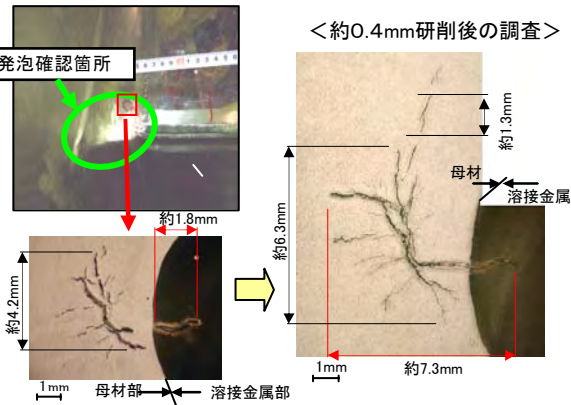 ＜約0.4mm研削後の調査＞
発泡確認箇所
約1.3mm
母材
溶接金属
約6.3mm
約1.8mm
約4.2mm
1mm
母材部
溶接金属部
1mm
約7.3mm